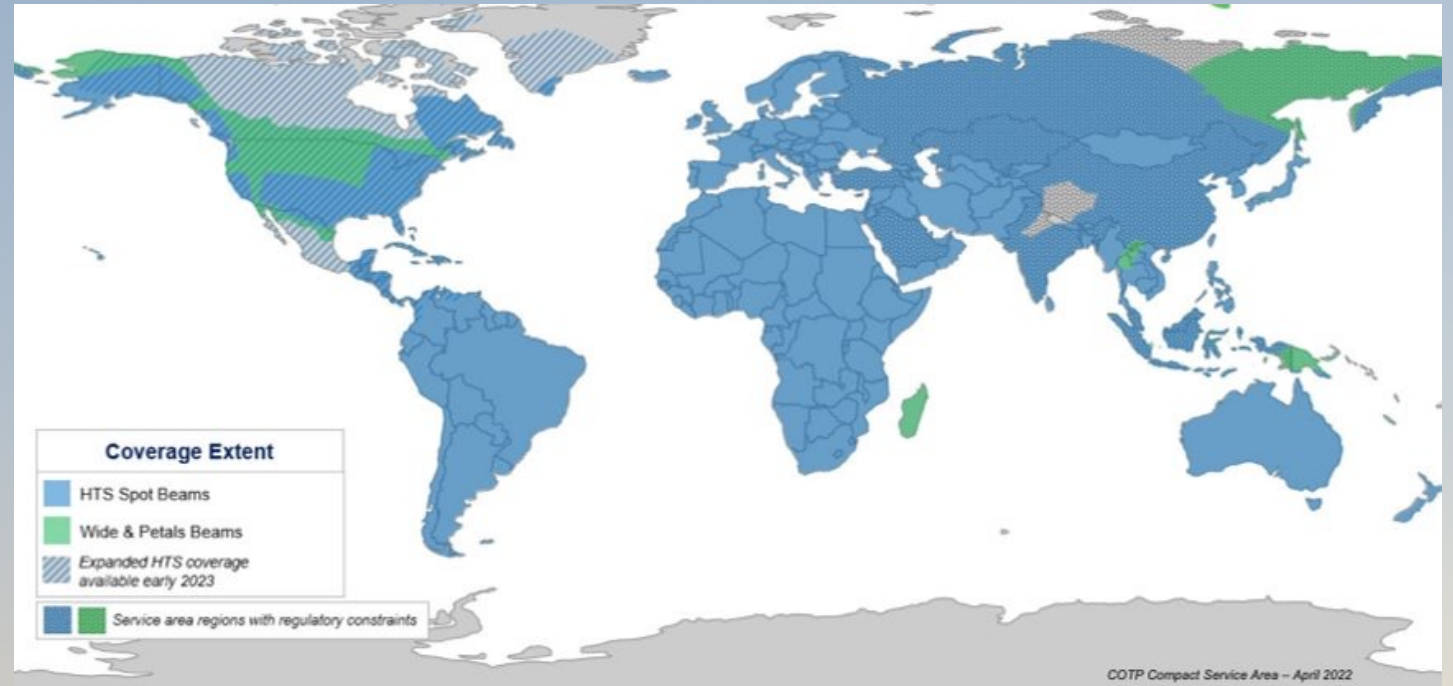 Coverage Extent
HTS Spot Beams
Wide & Petals Beams
Expanded HTS coverage
available early 2023
Service area regions with regulatory constraints
COTP Compact Service Area – April 2022